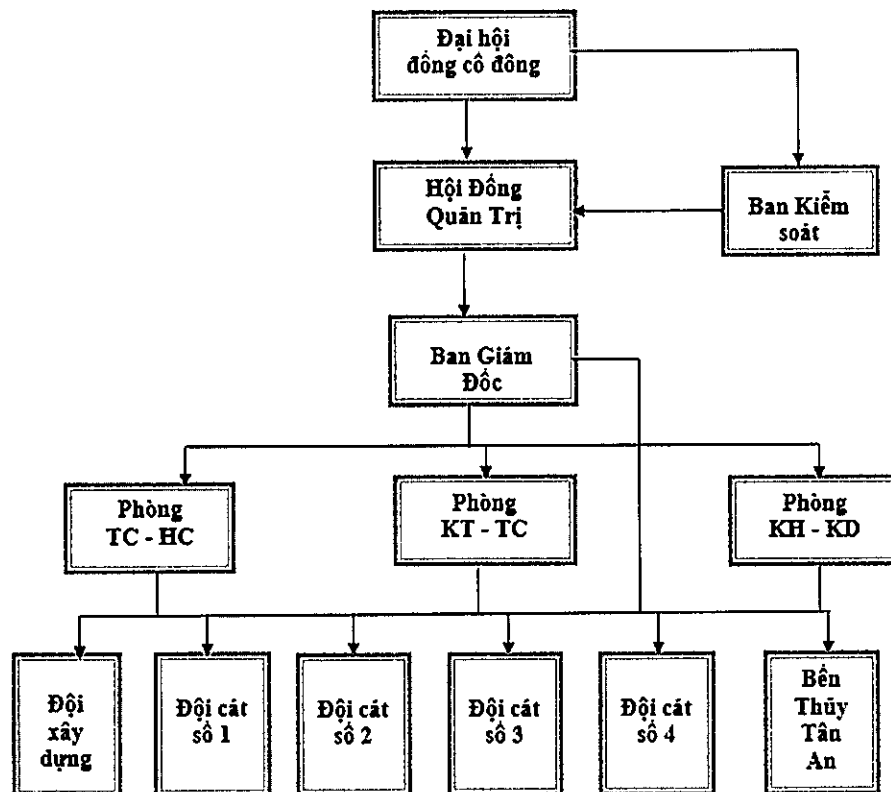 Đại hội
đồng cổ đông
Hội Đồng
Quản Trị
Ban Kiểm
soát
Ban Giám
Đốc
Phòng
TC - HC
Phòng
KT - TC
Phòng
KH - KD
Đội
xây
dựng
Đội cát
số 1
Đội cát
số 2
Đội cát
số 3
Đội cát
số 4
Bến
Thủy
Tân
An